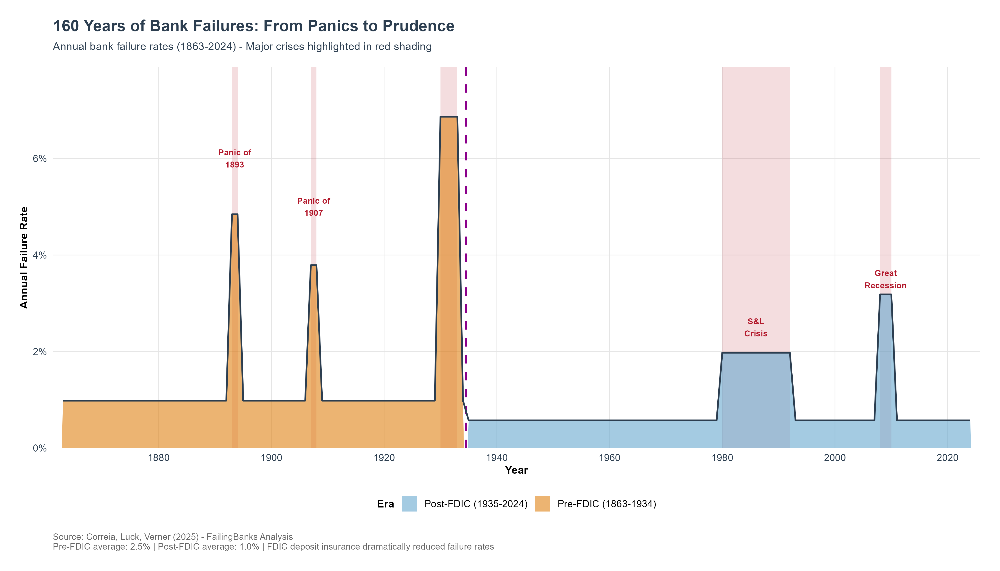 160 Years of Bank Failures: From Panics to Prudence
Annual bank failure rates (1863-2024) - Major crises highlighted in red shading
Annual Failure Rate
6%
4%
2%
0%
Panic of
1893
Panic of
1907
S&L
Crisis
Great
Recession
1880
1900
1920
1940
1960
1980
2000
2020
Year
Era
Post-FDIC (1935-2024)
Pre-FDIC (1863-1934)
Source: Correia, Luck, Verner (2025) - FailingBanks Analysis
Pre-FDIC average: 2.5% | Post-FDIC average: 1.0% | FDIC deposit insurance dramatically reduced failure rates